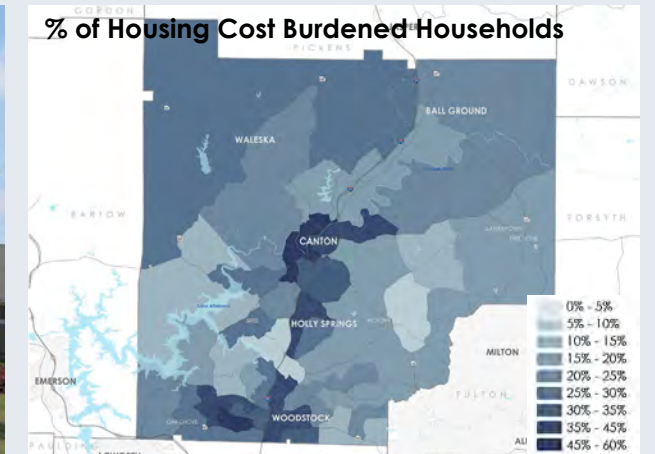 GORDON
% of Housing Cost Burdened Households
PICKENS
DAWSON
BALL GROUND
WALESKA
BARTOW
FORSYTH
CANTON
HOLLY SPRINGS
MILTON
EMERSON
FULTON
WOODSTOCK
0% - 5%
5% - 10%
10% - 15%
15% - 20%
20% - 25%
25% - 30%
30% - 35%
35% - 45%
45% - 60%